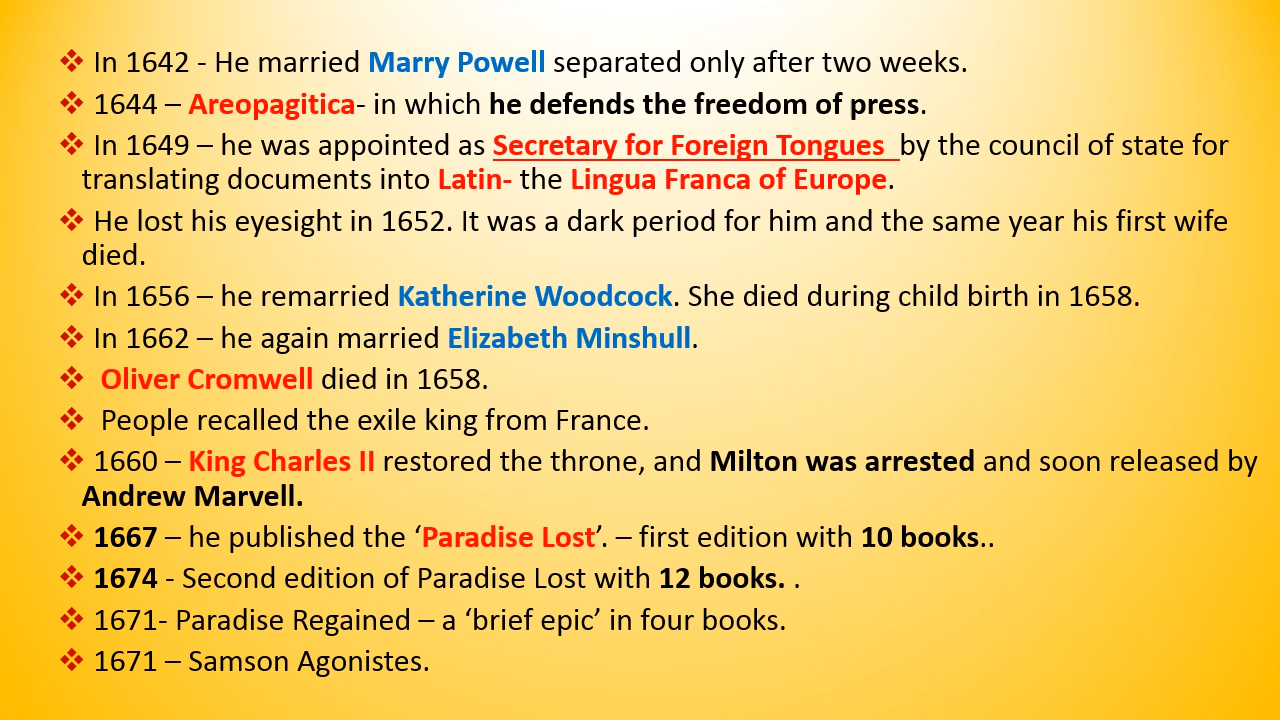 ❖ In 1642 - He married Marry Powell separated only after two weeks.
❖ 1644 – Areopagitica- in which he defends the freedom of press.
❖ In 1649 – he was appointed as Secretary for Foreign Tongues by the council of state for
translating documents into Latin- the Lingua Franca of Europe.
❖ He lost his eyesight in 1652. It was a dark period for him and the same year his first wife
died.
❖ In 1656 – he remarried Katherine Woodcock. She died during child birth in 1658.
❖ In 1662 – he again married Elizabeth Minshull.
❖ Oliver Cromwell died in 1658.
❖ People recalled the exile king from France.
❖ 1660 – King Charles II restored the throne, and Milton was arrested and soon released by
Andrew Marvell.
❖ 1667 – he published the ‘Paradise Lost’. – first edition with 10 books..
❖ 1674 - Second edition of Paradise Lost with 12 books. .
❖ 1671- Paradise Regained – a ‘brief epic’ in four books.
❖ 1671 – Samson Agonistes.